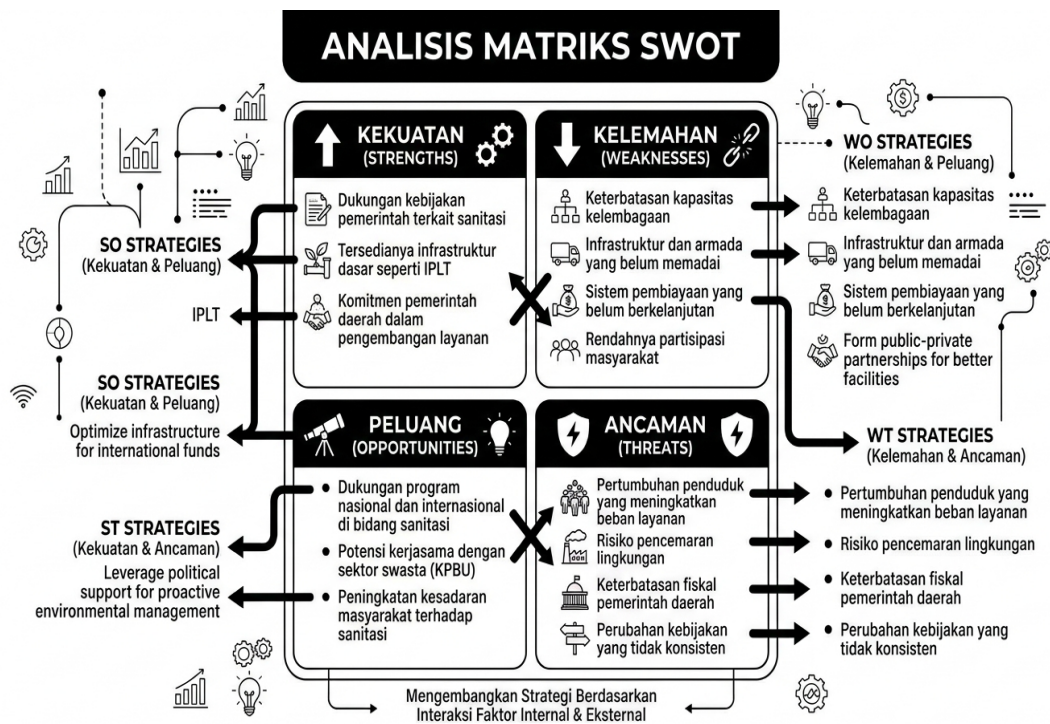 ANALISIS MATRIKS SWOT
KEKUATAN
(STRENGTHS)
Dukungan kebijakan
pemerintah terkait sanitasi
Tersedianya infrastruktur
dasar seperti IPLT
Komitmen pemerintah
daerah dalam
pengembangan layanan
KELEMAHAN
(WEAKNESSES)
Keterbatasan kapasitas
kelembagaan
Infrastruktur dan armada
yang belum memadai
Sistem pembiayaan yang
belum berkelanjutan
Rendahnya partisipasi
masyarakat
SO STRATEGIES
(Kekuatan & Peluang)
IPLT
SO STRATEGIES
(Kekuatan & Peluang)
Optimize infrastructure
for international funds
ST STRATEGIES
(Kekuatan & Ancaman)
Leverage political
support for proactive
environmental management
PELUANG
(OPPORTUNITIES)
• Dukungan program
nasional dan internasional
di bidang sanitasi
• Potensi kerjasama dengan
sektor swasta (KPBU)
• Peningkatan kesadaran
masyarakat terhadap
sanitasi
ANCAMAN
(THREATS)
Pertumbuhan penduduk
yang meningkatkan
beban layanan
Risiko pencemaran
lingkungan
Keterbatasan fiskal
pemerintah daerah
Perubahan kebijakan
yang tidak konsisten
WO STRATEGIES
(Kelemahan & Peluang)
Keterbatasan kapasitas
kelembagaan
Infrastruktur dan armada
yang belum memadai
Sistem pembiayaan yang
belum berkelanjutan
Form public-private
partnerships for better
facilities
WT STRATEGIES
(Kelemahan & Ancaman)
• Pertumbuhan penduduk yang
meningkatkan beban layanan
• Risiko pencemaran lingkungan
• Keterbatasan fiskal
pemerintah daerah
• Perubahan kebijakan yang
tidak konsisten
Mengembangkan Strategi Berdasarkan
Interaksi Faktor Internal & Eksternal